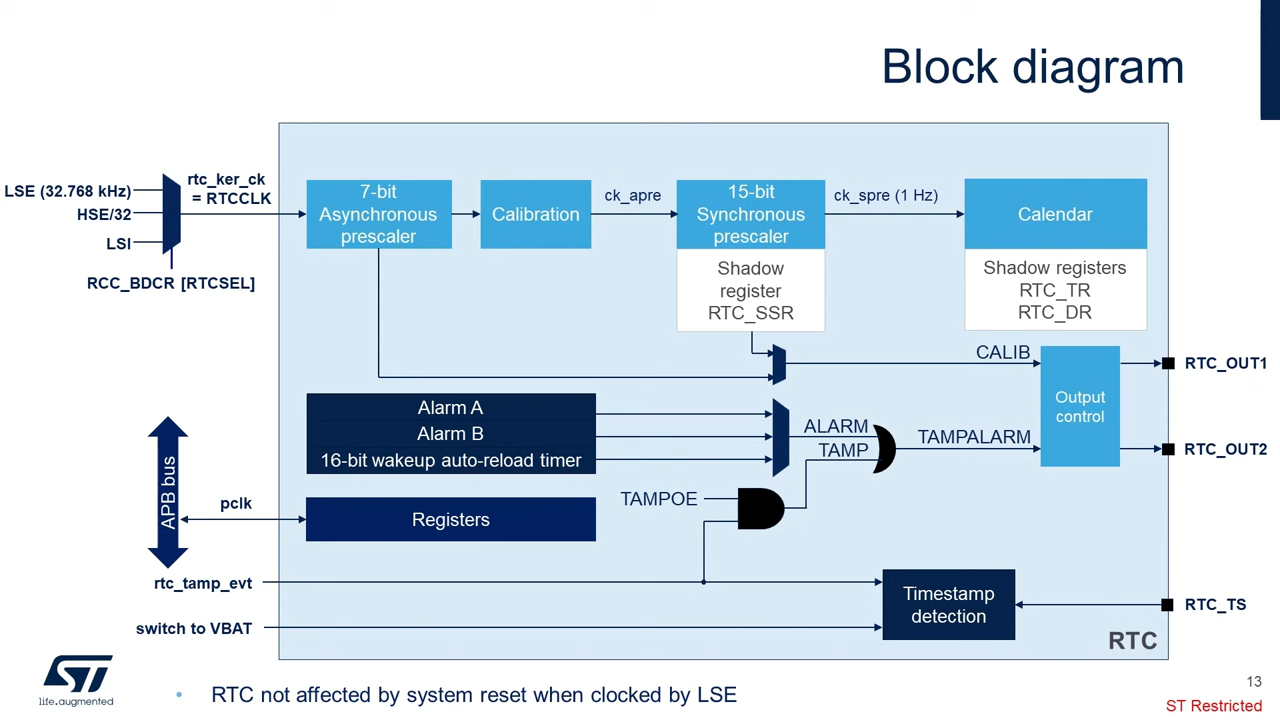 Block diagram
LSE (32.768 kHz)
HSE/32
LSI
rtc_ker_ck
= RTCCLK
RCC_BDCR [RTCSEL]
7-bit
Asynchronous
prescaler
Calibration
ck_apre
15-bit
Synchronous
prescaler
Shadow
register
RTC_SSR
ck_spre (1 Hz)
Calendar
Shadow registers
RTC_TR
RTC_DR
CALIB
Output
control
RTC_OUT1
RTC_OUT2
Alarm A
Alarm B
16-bit wakeup auto-reload timer
ALARM
TAMP
TAMPALARM
TAMPOE
APB bus
pclk
Registers
rtc_tamp_evt
switch to VBAT
Timestamp
detection
RTC_TS
RTC
ST
life.augmented
• RTC not affected by system reset when clocked by LSE
13
ST Restricted